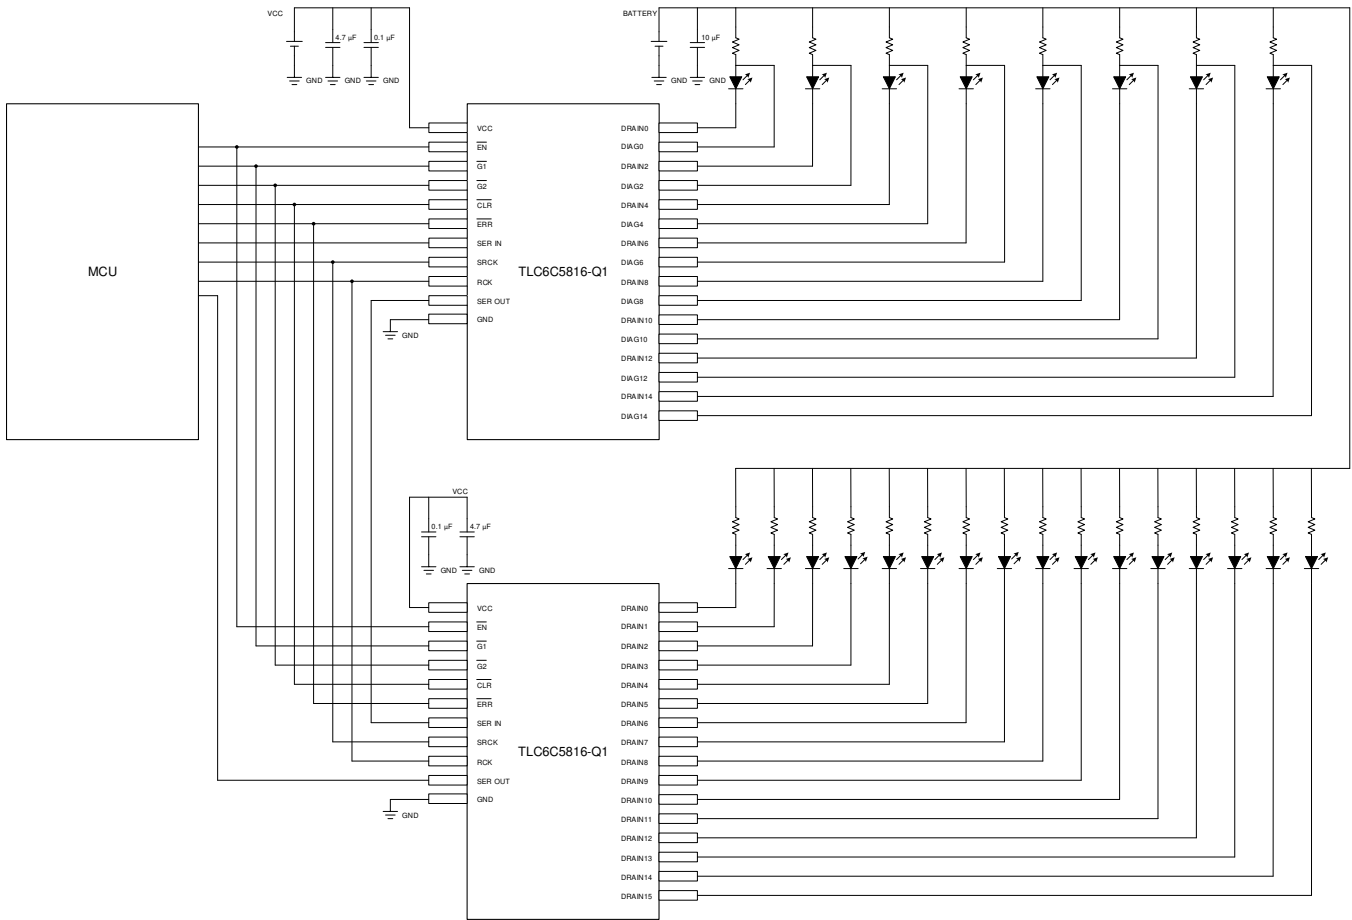 VCC
4.7 µF
0.1 µF
GND
GND
GND
BATTERY
10 µF
GND
GND
MCU
TLC6C5816-Q1
VCC
EN
G1
G2
CLR
ERR
SER IN
SRCK
RCK
SER OUT
GND
GND
DRAIN0
DIAG0
DRAIN2
DIAG2
DRAIN4
DIAG4
DRAIN6
DIAG6
DRAIN8
DIAG8
DRAIN10
DIAG10
DRAIN12
DIAG12
DRAIN14
DIAG14
VCC
0.1 µF
4.7 µF
GND
GND
TLC6C5816-Q1
VCC
EN
G1
G2
CLR
ERR
SER IN
SRCK
RCK
SER OUT
GND
GND
DRAIN0
DRAIN1
DRAIN2
DRAIN3
DRAIN4
DRAIN5
DRAIN6
DRAIN7
DRAIN8
DRAIN9
DRAIN10
DRAIN11
DRAIN12
DRAIN13
DRAIN14
DRAIN15